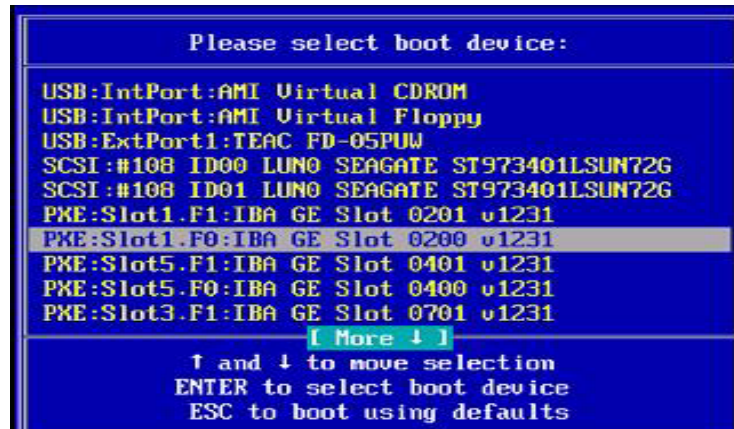 Please select boot device:
USB:IntPort:AMI Virtual CDROM
USB:IntPort:AMI Virtual Floppy
USB:ExtPort1:TEAC FD-05PUW
SCSI:#108 ID00 LUN0 SEAGATE ST973401LSUN72G
SCSI:#108 ID01 LUN0 SEAGATE ST973401LSUN72G
PXE:Slot1.F1:IBA GE Slot 0201 v1231
PXE:Slot1.F0:IBA GE Slot 0200 v1231
PXE:Slot5.F1:IBA GE Slot 0401 v1231
PXE:Slot5.F0:IBA GE Slot 0400 v1231
PXE:Slot3.F1:IBA GE Slot 0701 v1231
[ More ↓ ]
↑ and ↓ to move selection
ENTER to select boot device
ESC to boot using defaults